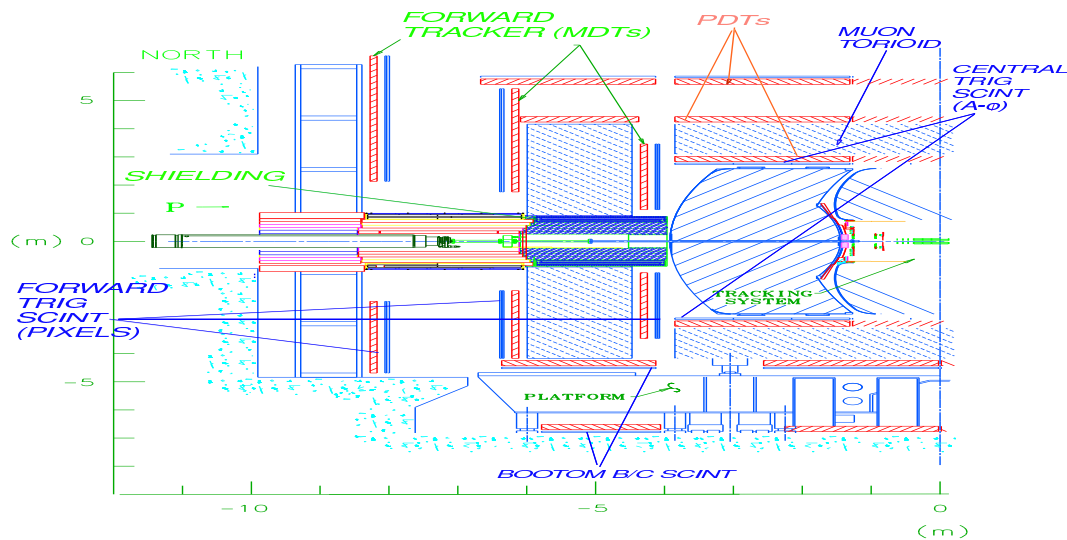 FORWARD
TRACKER (MDTs)
PDTs
MUON
TORIOID
NORTH
CENTRAL
TRIG
SCINT
(A-Φ)
5
SHIELDING
P
(m) 0
FORWARD
TRIG
SCINT
(PIXELS)
TRACKING
SYSTEM
-5
PLATFORM
BOOTOM B/C SCINT
-10
-5
0
(m)